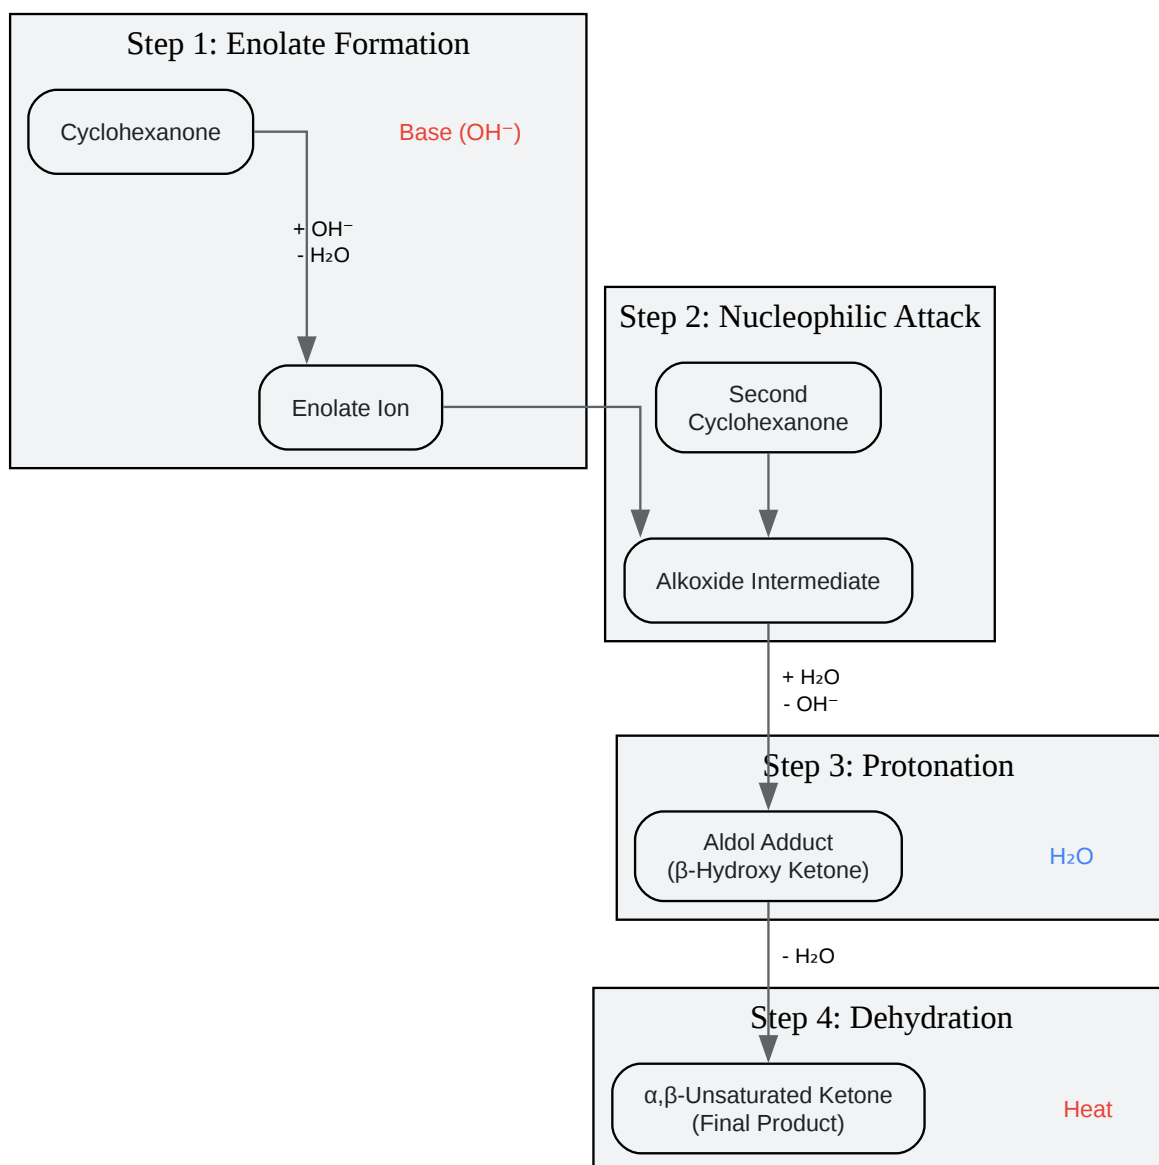 Step 1: Enolate Formation
Cyclohexanone
Base (OH⁻)
+ OH⁻
- H₂O
Enolate Ion
Step 2: Nucleophilic Attack
Second
Cyclohexanone
Alkoxide Intermediate
+ H₂O
- OH⁻
Step 3: Protonation
Aldol Adduct
(β-Hydroxy Ketone)
H₂O
- H₂O
Step 4: Dehydration
α,β-Unsaturated Ketone
(Final Product)
Heat